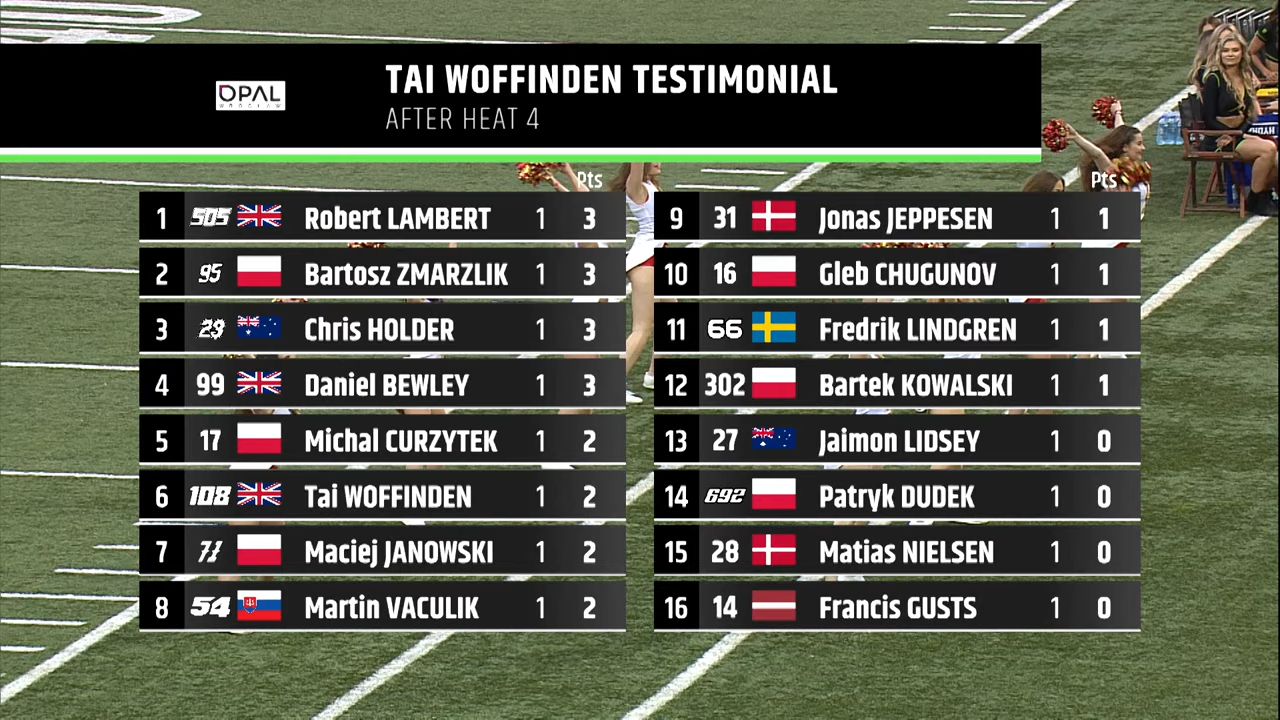 OPAL
WROCŁAW
TAI WOFFINDEN TESTIMONIAL
AFTER HEAT 4
Pts
1 505 Robert LAMBERT 1 3
2 95 Bartosz ZMARZLIK 1 3
3 29 Chris HOLDER 1 3
4 99 Daniel BEWLEY 1 3
5 17 Michal CURZYTEK 1 2
6 108 Tai WOFFINDEN 1 2
7 71 Maciej JANOWSKI 1 2
8 54 Martin VACULIK 1 2
Pts
9 31 Jonas JEPPESEN 1 1
10 16 Gleb CHUGUNOV 1 1
11 66 Fredrik LINDGREN 1 1
12 302 Bartek KOWALSKI 1 1
13 27 Jaimon LIDSEY 1 0
14 692 Patryk DUDEK 1 0
15 28 Matias NIELSEN 1 0
16 14 Francis GUSTS 1 0